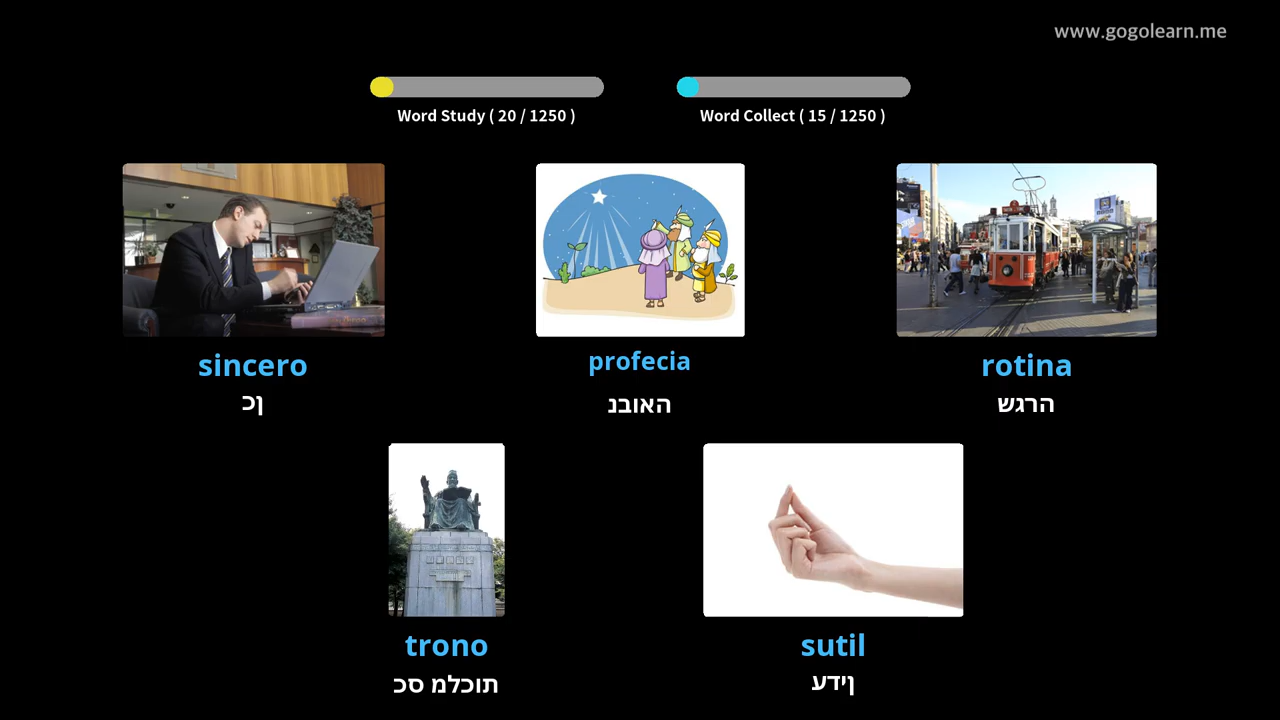 www.gogolearn.me
Word Study ( 20 / 1250 )
Word Collect ( 15 / 1250 )
sincero
ןכ
profecia
האובנ
rotina
הרגש
trono
תוכלמ סכ
sutil
ןידע